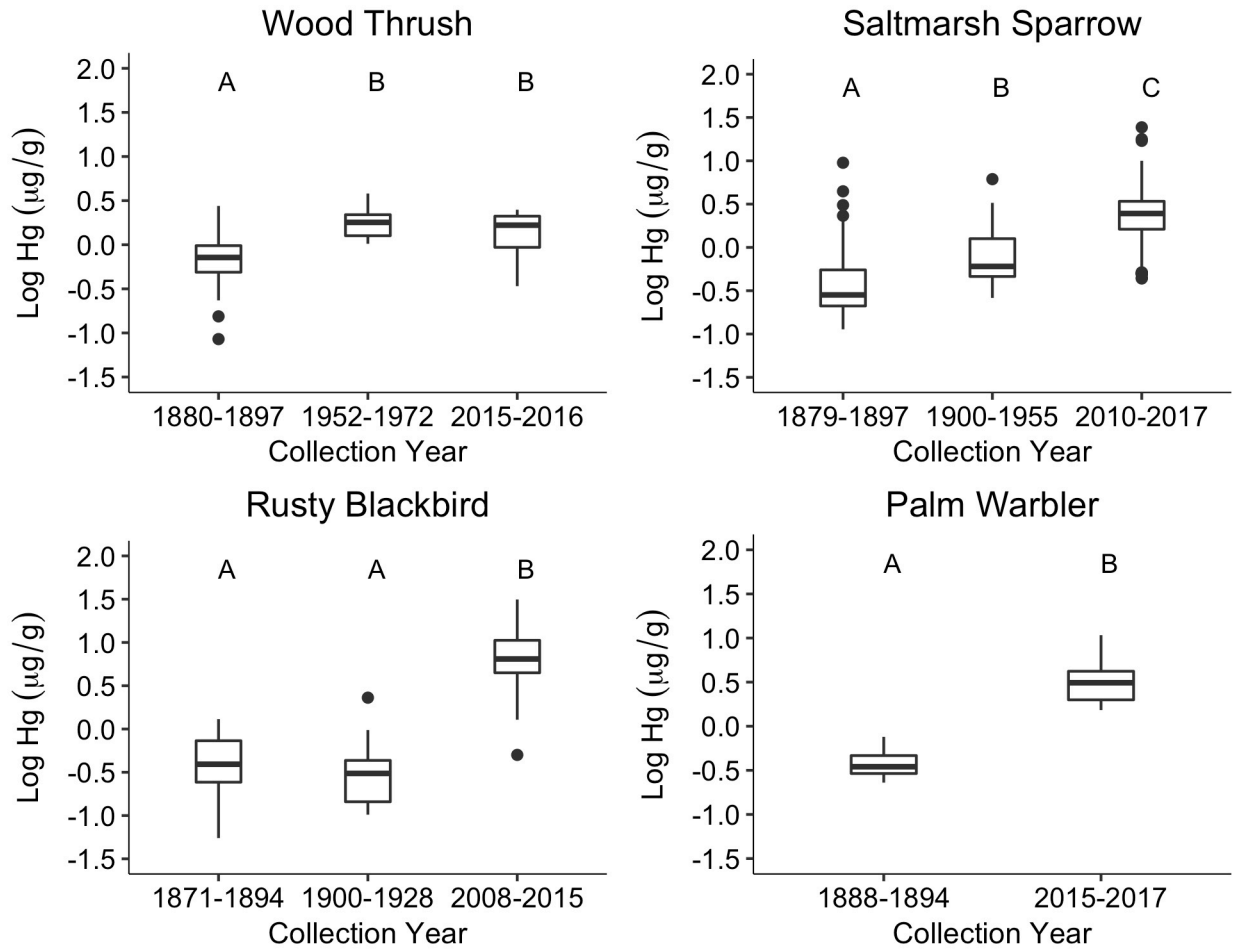 Wood Thrush
A B B
2.0
1.5
1.0
0.5
0.0
-0.5
-1.0
-1.5
Log Hg (μg/g)
1880-1897 1952-1972 2015-2016
Collection Year
Saltmarsh Sparrow
A B C
2.0
1.5
1.0
0.5
0.0
-0.5
-1.0
-1.5
Log Hg (μg/g)
1879-1897 1900-1955 2010-2017
Collection Year
Rusty Blackbird
A A B
2.0
1.5
1.0
0.5
0.0
-0.5
-1.0
-1.5
Log Hg (μg/g)
1871-1894 1900-1928 2008-2015
Collection Year
Palm Warbler
A B
2.0
1.5
1.0
0.5
0.0
-0.5
-1.0
-1.5
Log Hg (μg/g)
1888-1894 2015-2017
Collection Year